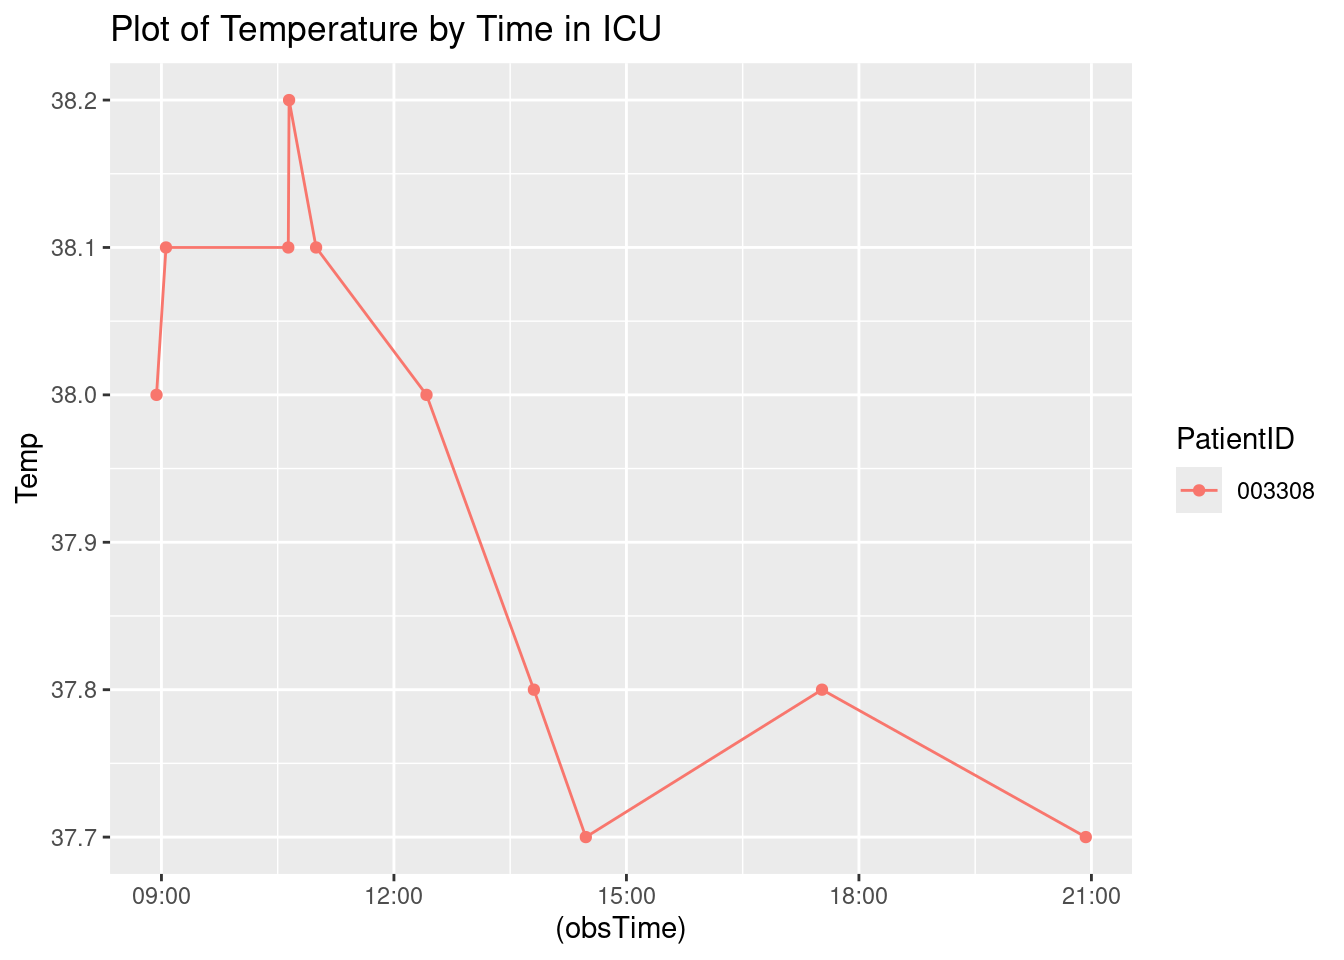 Plot of Temperature by Time in ICU
38.2
38.1
38.0
37.9
37.8
37.7
Temp
09:00 12:00 15:00 18:00 21:00
(obsTime)
PatientID
003308